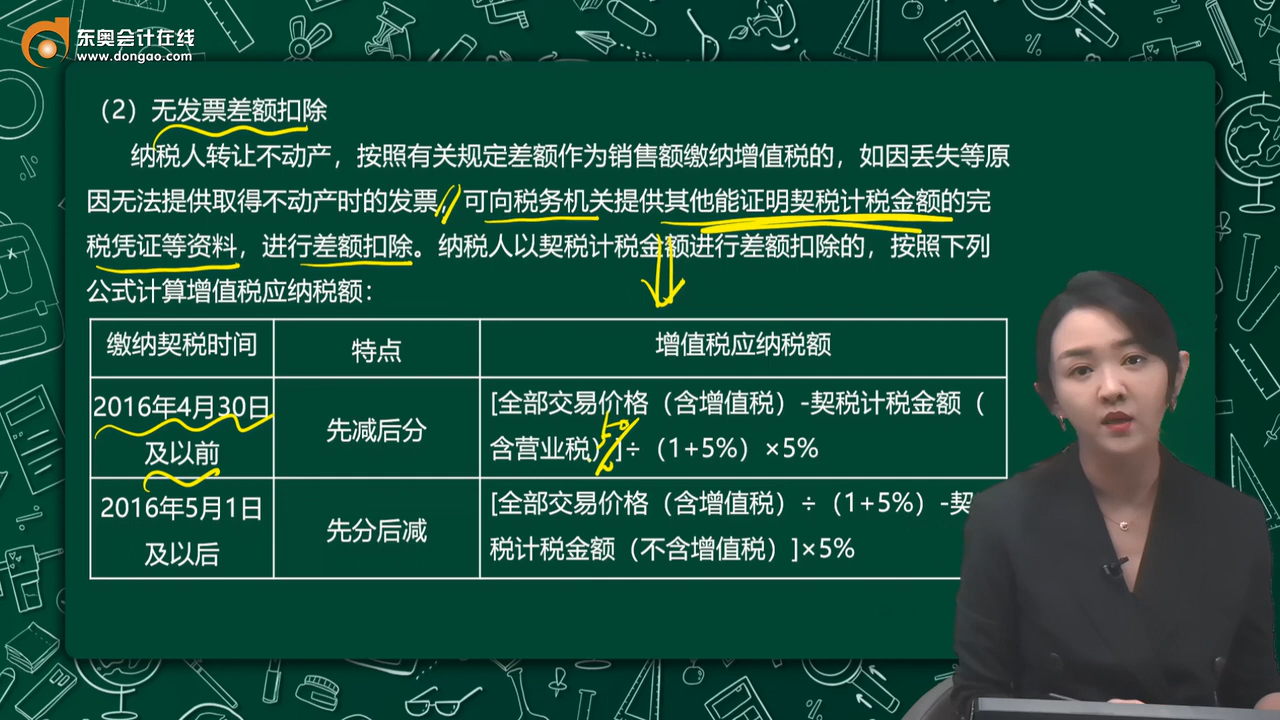 东奥会计在线
www.dongao.com
（2）无发票差额扣除
纳税人转让不动产，按照有关规定差额作为销售额缴纳增值税的，如因丢失等原
因无法提供取得不动产时的发票，可向税务机关提供其他能证明契税计税金额的完
税凭证等资料，进行差额扣除。纳税人以契税计税金额进行差额扣除的，按照下列
公式计算增值税应纳税额：
缴纳契税时间 特点 增值税应纳税额
2016年4月30日
及以前
先减后分
[全部交易价格（含增值税）-契税计税金额（
含营业税）]÷（1+5%）×5%
2016年5月1日
及以后
先分后减
[全部交易价格（含增值税）÷（1+5%）-契
税计税金额（不含增值税）]×5%